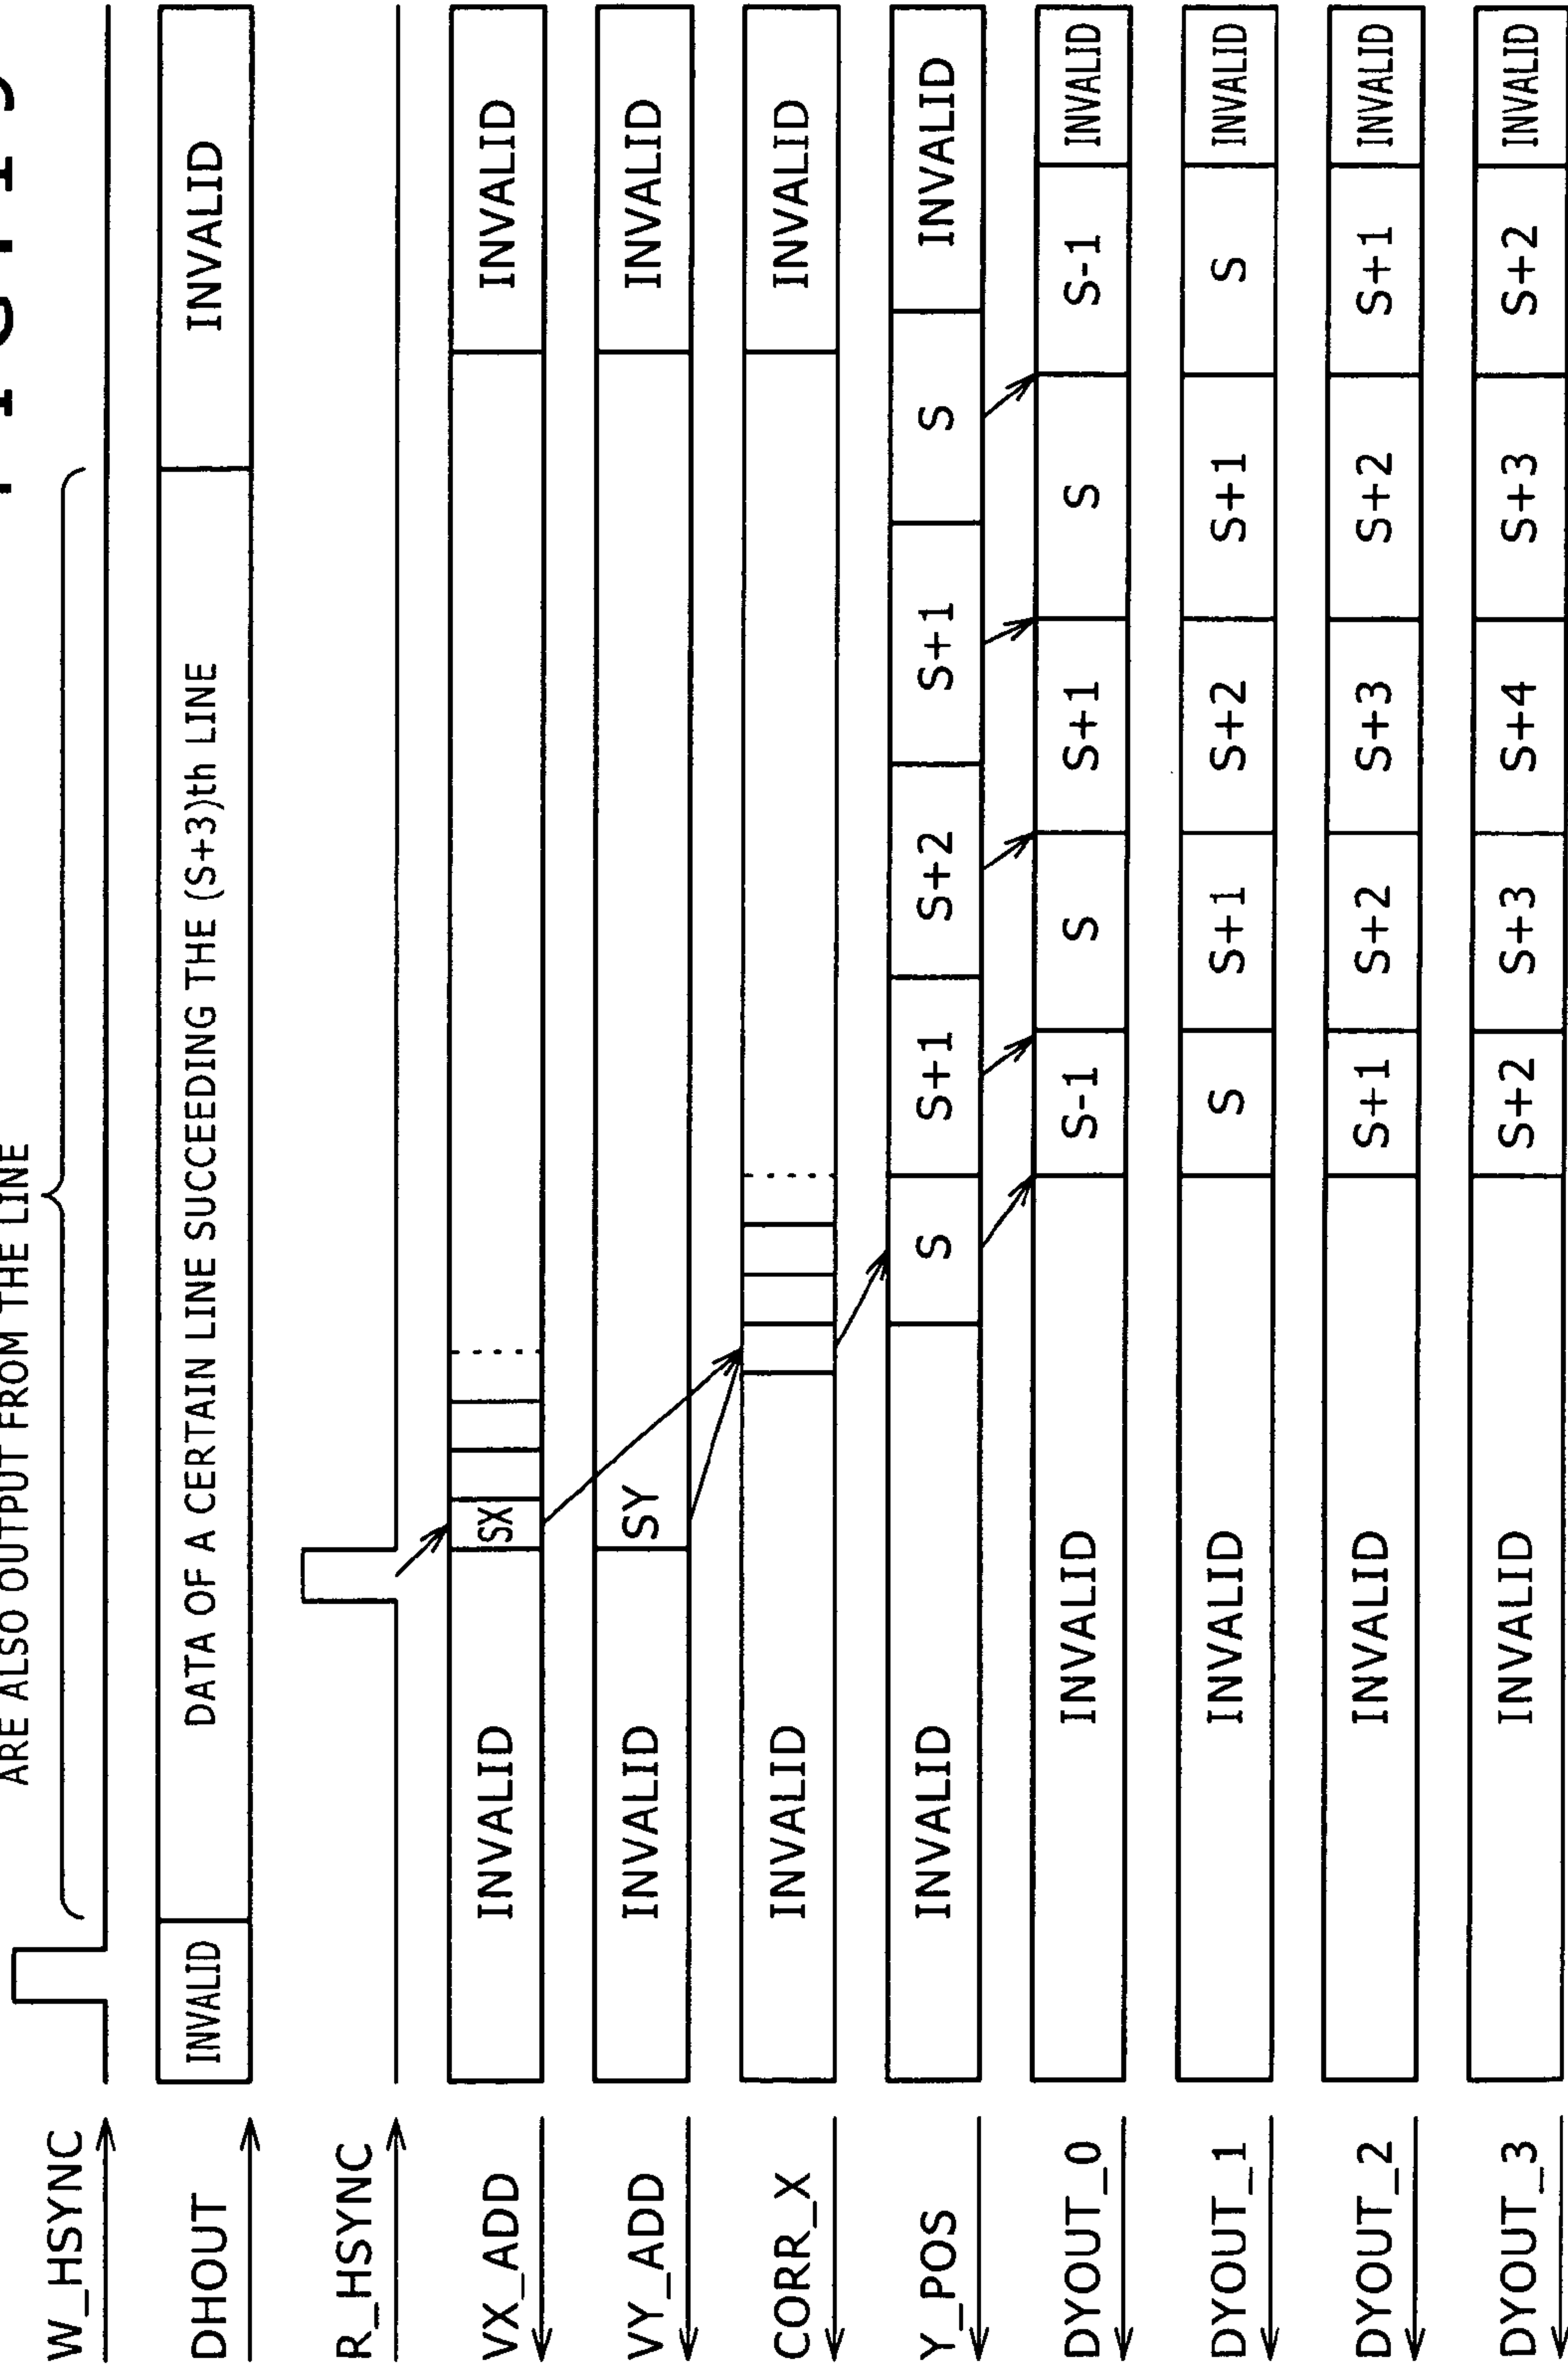 ARE ALSO OUTPUT FROM THE LINE
W_HSYNC
DHOUT INVALID DATA OF A CERTAIN LINE SUCCEEDING THE (S+3)th LINE INVALID
R_HSYNC
VX_ADD INVALID SX INVALID
VY_ADD INVALID SY INVALID
CORR_X INVALID INVALID
Y_POS INVALID S S+1 S+2 S+1 S INVALID
DYOUT_0 INVALID S-1 S S+1 S S-1 INVALID
DYOUT_1 INVALID S S+1 S+2 S+1 S INVALID
DYOUT_2 INVALID S+1 S+2 S+3 S+2 S+1 INVALID
DYOUT_3 INVALID S+2 S+3 S+4 S+3 S+2 INVALID